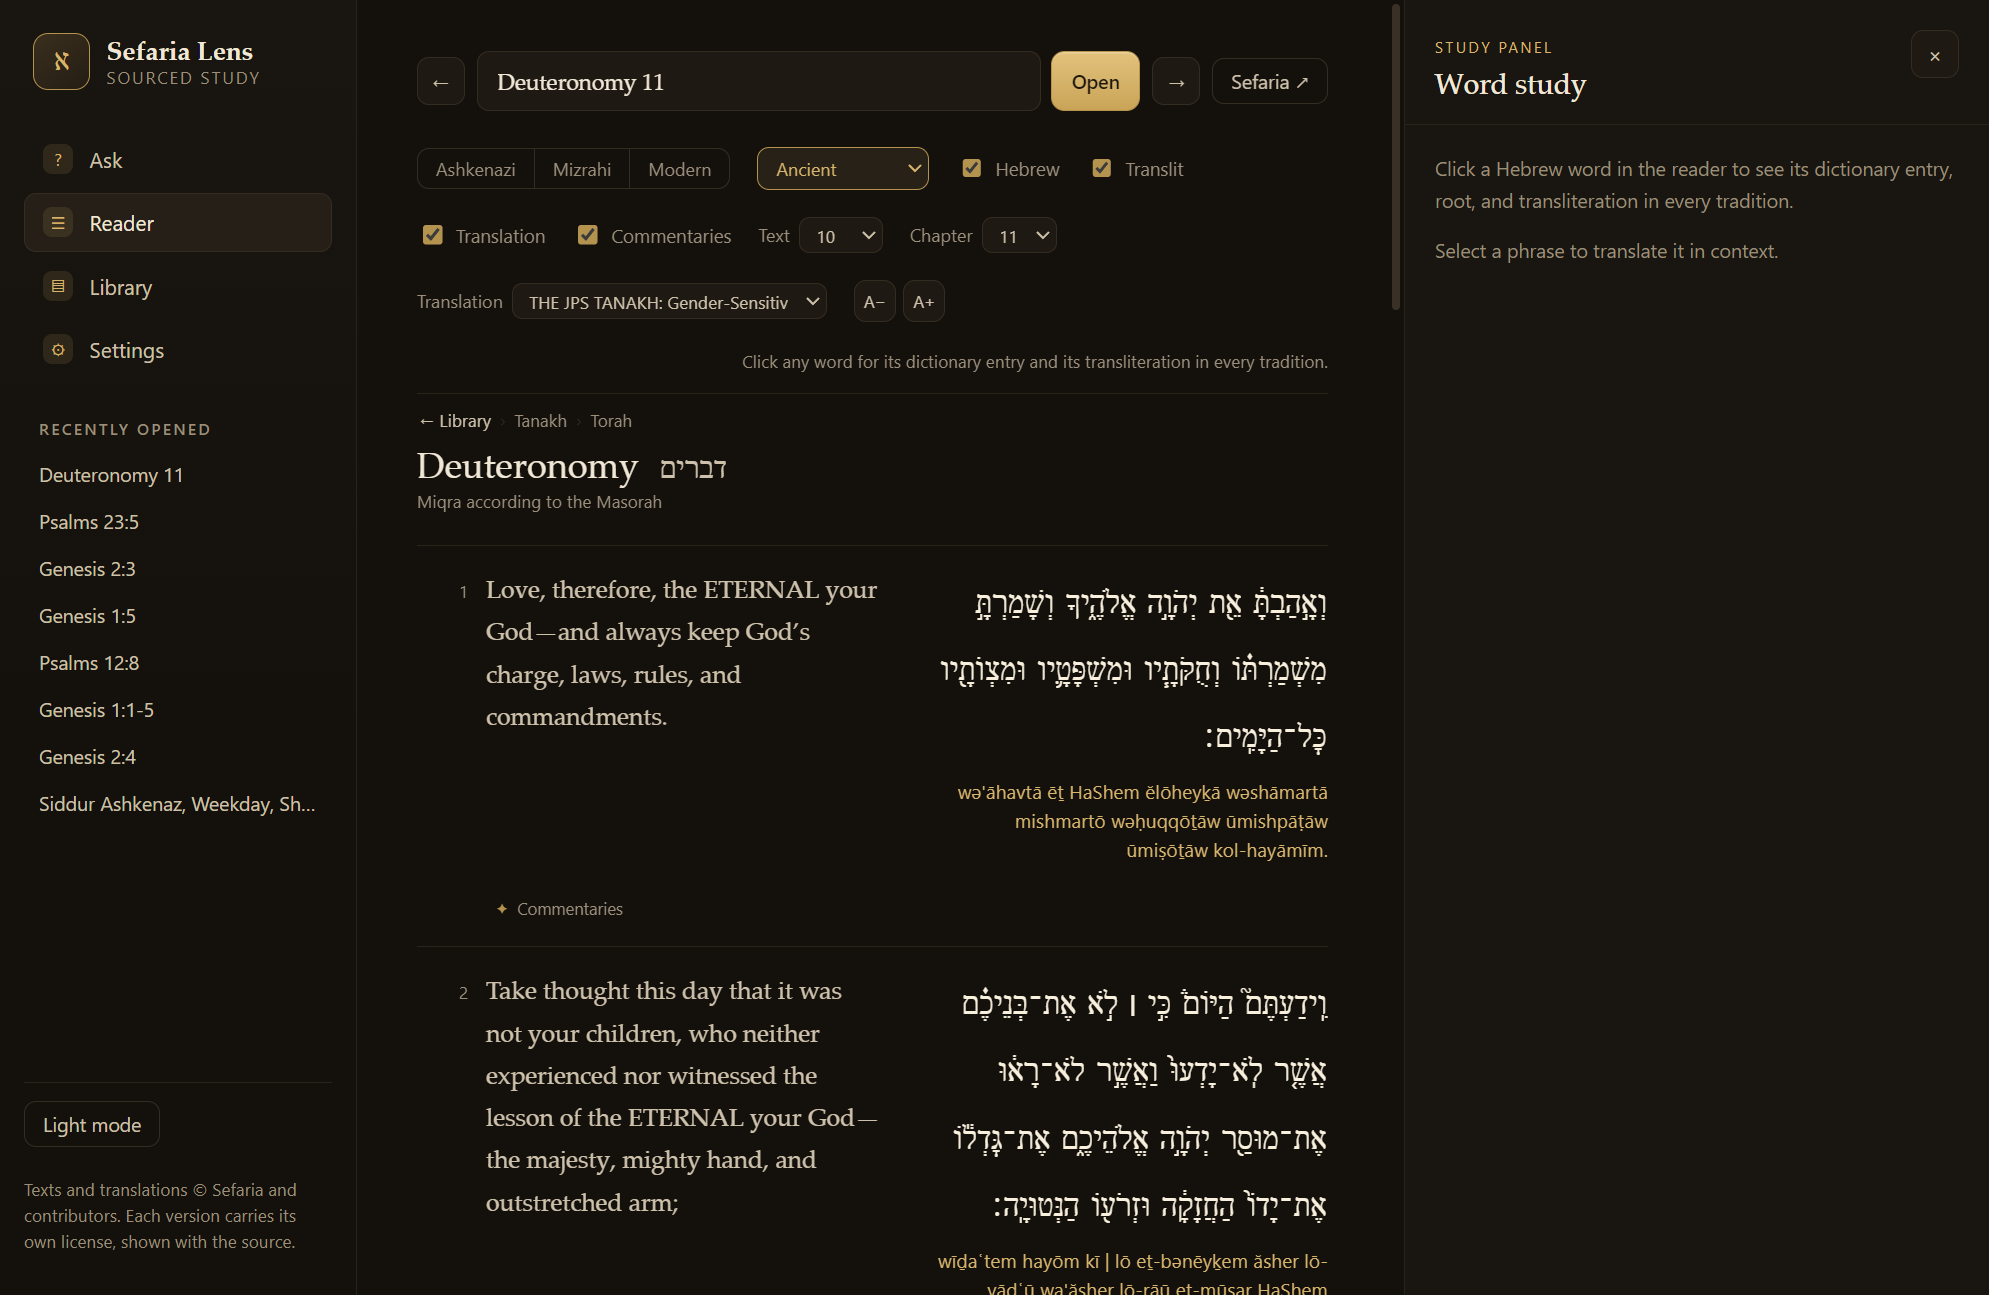 א
Sefaria Lens
SOURCED STUDY
? Ask
Reader
Library
Settings
RECENTLY OPENED
Deuteronomy 11
Psalms 23:5
Genesis 2:3
Genesis 1:5
Psalms 12:8
Genesis 1:1-5
Genesis 2:4
Siddur Ashkenaz, Weekday, Sh...
Light mode
Texts and translations © Sefaria and
contributors. Each version carries its
own license, shown with the source.
← Deuteronomy 11 Open → Sefaria ↗
Ashkenazi Mizrahi Modern Ancient Hebrew Translit
Translation Commentaries Text 10 Chapter 11
Translation THE JPS TANAKH: Gender-Sensitiv A− A+
Click any word for its dictionary entry and its transliteration in every tradition.
← Library › Tanakh › Torah
Deuteronomy דברים
Miqra according to the Masorah
1
Love, therefore, the ETERNAL your
God—and always keep God’s
charge, laws, rules, and
commandments.
וְאָ֣הַבְתָּ֔ אֵ֖ת יְהֹוָ֣ה אֱלֹהֶ֑יךָ וְשָׁמַרְתָּ֣
מִשְׁמַרְתּ֗וֹ וְחֻקֹּתָ֧יו וּמִשְׁפָּטָ֛יו וּמִצְוֺתָ֖יו
כׇּל־הַיָּמִֽים׃
wə'āhavtā ēṯ HaShem ĕlōheyḵā wəshāmartā
mishmartō wəḥuqqōṯāw ūmishpāṭāw
ūmiṣōṯāw kol-hayāmīm.
✦ Commentaries
2
Take thought this day that it was
not your children, who neither
experienced nor witnessed the
lesson of the ETERNAL your God—
the majesty, mighty hand, and
outstretched arm;
וִֽידַעְתֶּם֮ הַיּוֹם֒ כִּ֣י ׀ לֹ֣א אֶת־בְּנֵיכֶ֗ם
אֲשֶׁ֤ר לֹֽא־יָדְעוּ֙ וַאֲשֶׁ֣ר לֹא־רָא֔וּ
אֶת־מוּסַ֖ר יְהֹוָ֣ה אֱלֹהֵיכֶ֑ם אֶת־גׇּדְל֕וֹ
אֶת־יָדוֹ֙ הַחֲזָקָ֔ה וּזְרֹע֖וֹ הַנְּטוּיָֽה׃
wīḏaʿtem hayōm kī | lō eṯ-bənēyḵem ăsher lō-
yāḏʿū wa'ăsher lō-rāū eṯ-mūsar HaShem
STUDY PANEL
Word study
×
Click a Hebrew word in the reader to see its dictionary entry,
root, and transliteration in every tradition.
Select a phrase to translate it in context.